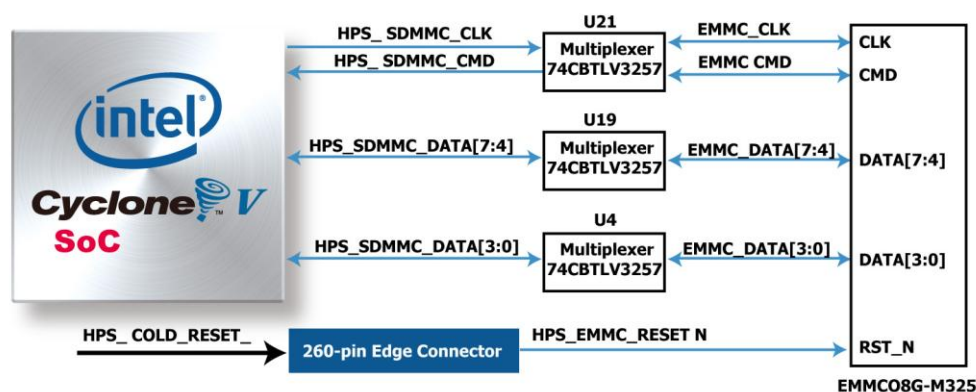 U21
HPS_ SDMMC_CLK
EMMC_CLK
CLK
Multiplexer
74CBTLV3257
HPS_ SDMMC_CMD
EMMC CMD
CMD
intel®
U19
HPS_SDMMC_DATA[7:4]
Multiplexer
74CBTLV3257
EMMC_DATA[7:4]
DATA[7:4]
Cyclone™ V
SoC
U4
HPS_SDMMC_DATA[3:0]
Multiplexer
74CBTLV3257
EMMC_DATA[3:0]
DATA[3:0]
HPS_ COLD_RESET_
260-pin Edge Connector
HPS_EMMC_RESET N
RST_N
EMMC08G-M325